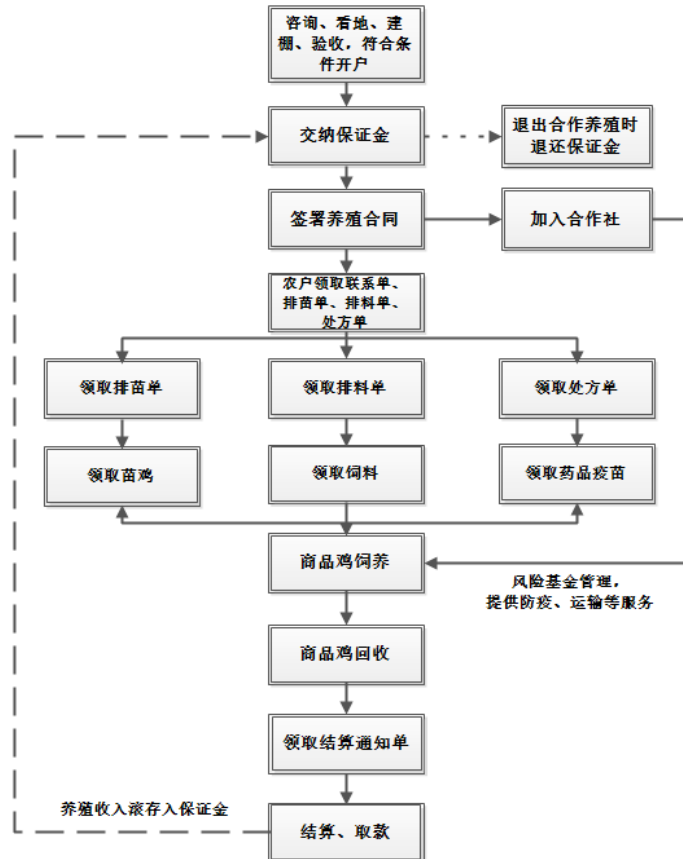 咨询、看地、建
棚、验收，符合条
件开户
交纳保证金
退出合作养殖时
退还保证金
签署养殖合同
加入合作社
农户领取联系单、
排苗单、排料单、
处方单
领取排苗单
领取排料单
领取处方单
领取苗鸡
领取饲料
领取药品疫苗
商品鸡饲养
风险基金管理，
提供防疫、运输等服务
商品鸡回收
领取结算通知单
养殖收入滚存入保证金
结算、取款